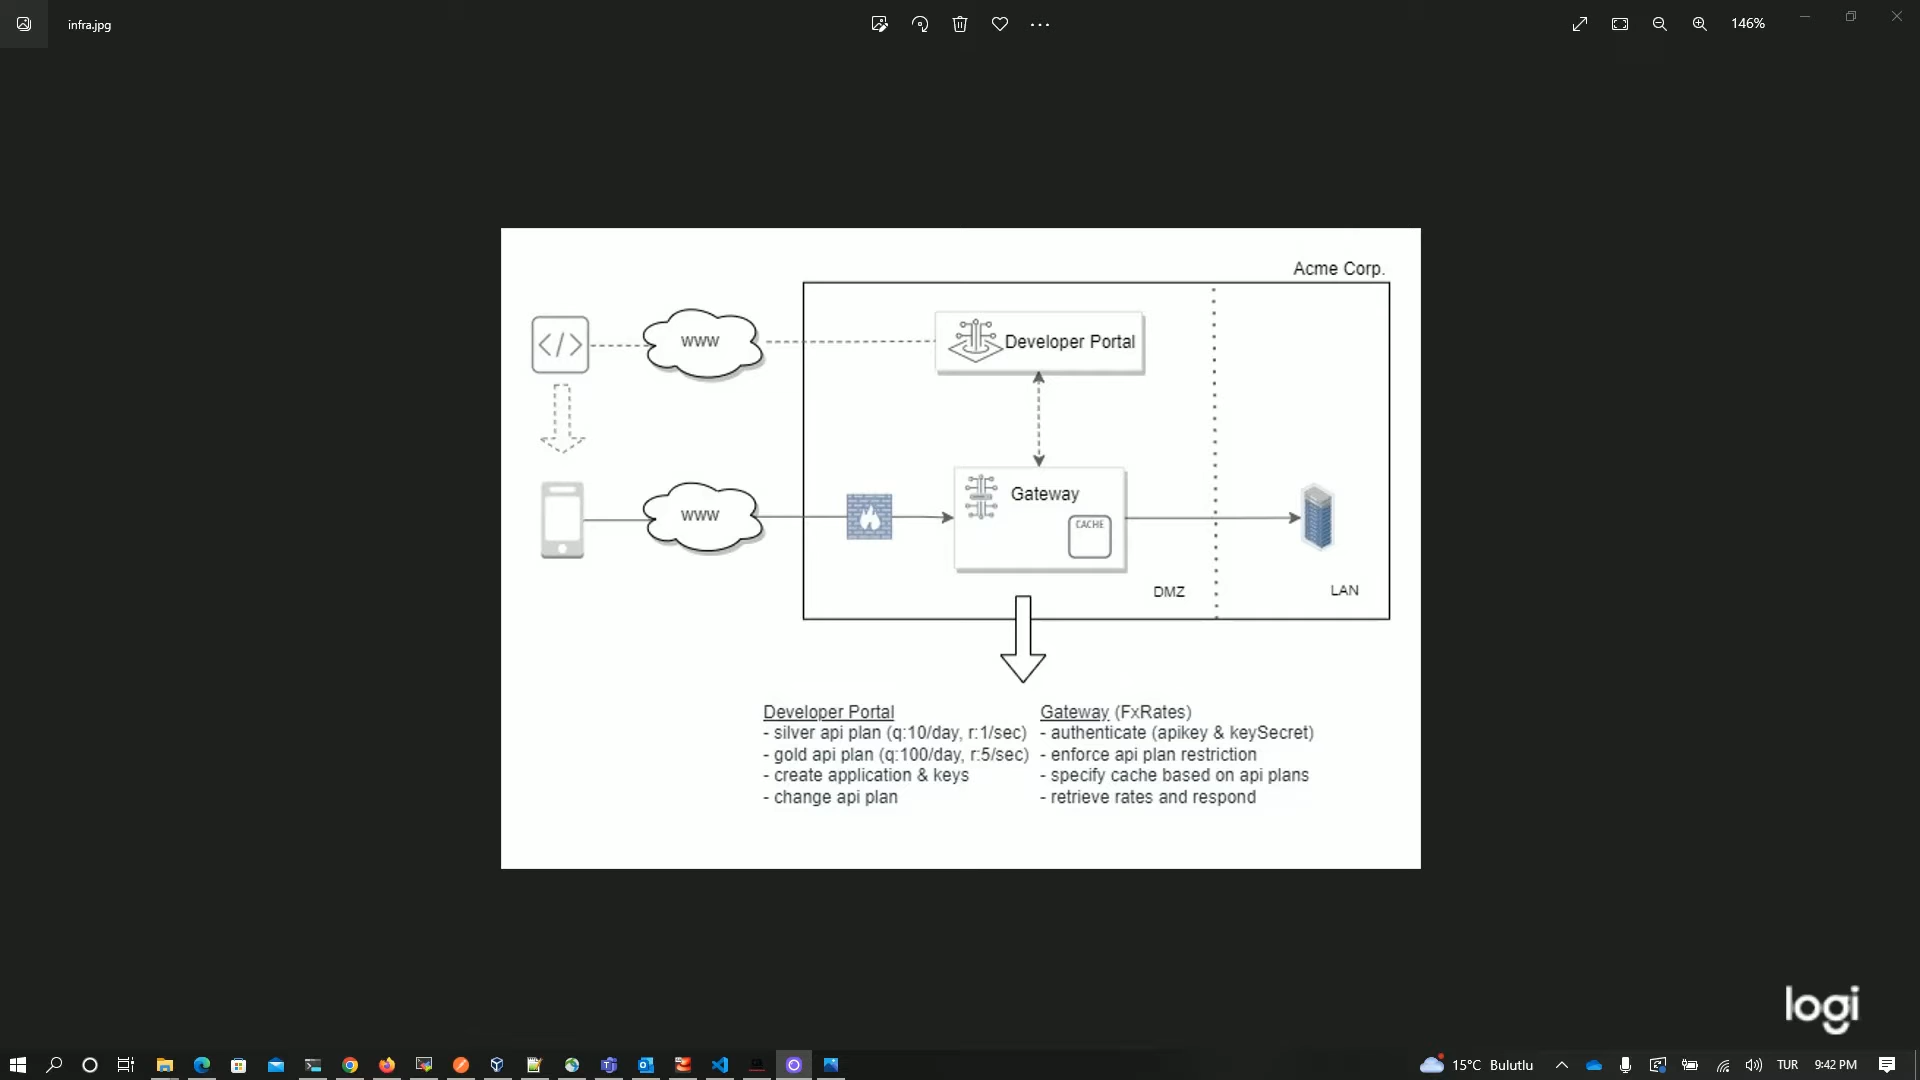 infra.jpg
146%
Acme Corp.
www
Developer Portal
www
Gateway
CACHE
DMZ
LAN
Developer Portal
- silver api plan (q:10/day, r:1/sec)
- gold api plan (q:100/day, r:5/sec)
- create application & keys
- change api plan
Gateway (FxRates)
- authenticate (apikey & keySecret)
- enforce api plan restriction
- specify cache based on api plans
- retrieve rates and respond
logi
15°C Bulutlu
TUR
9:42 PM